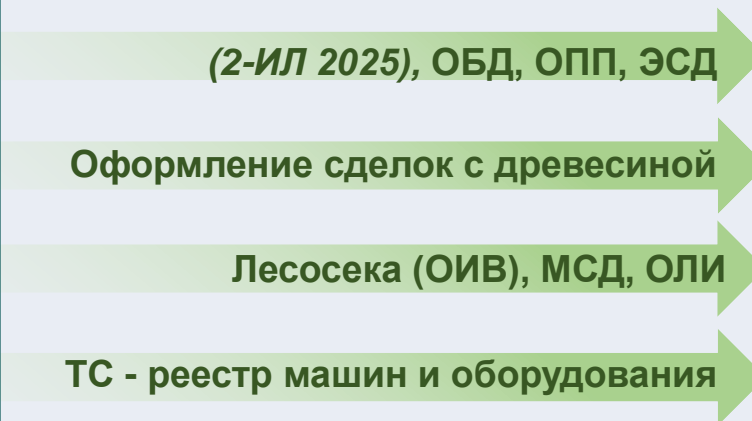 (2-ИЛ 2025), ОБД, ОПП, ЭСД
Оформление сделок с древесиной
Лесосека (ОИВ), МСД, ОЛИ
ТС - реестр машин и оборудования